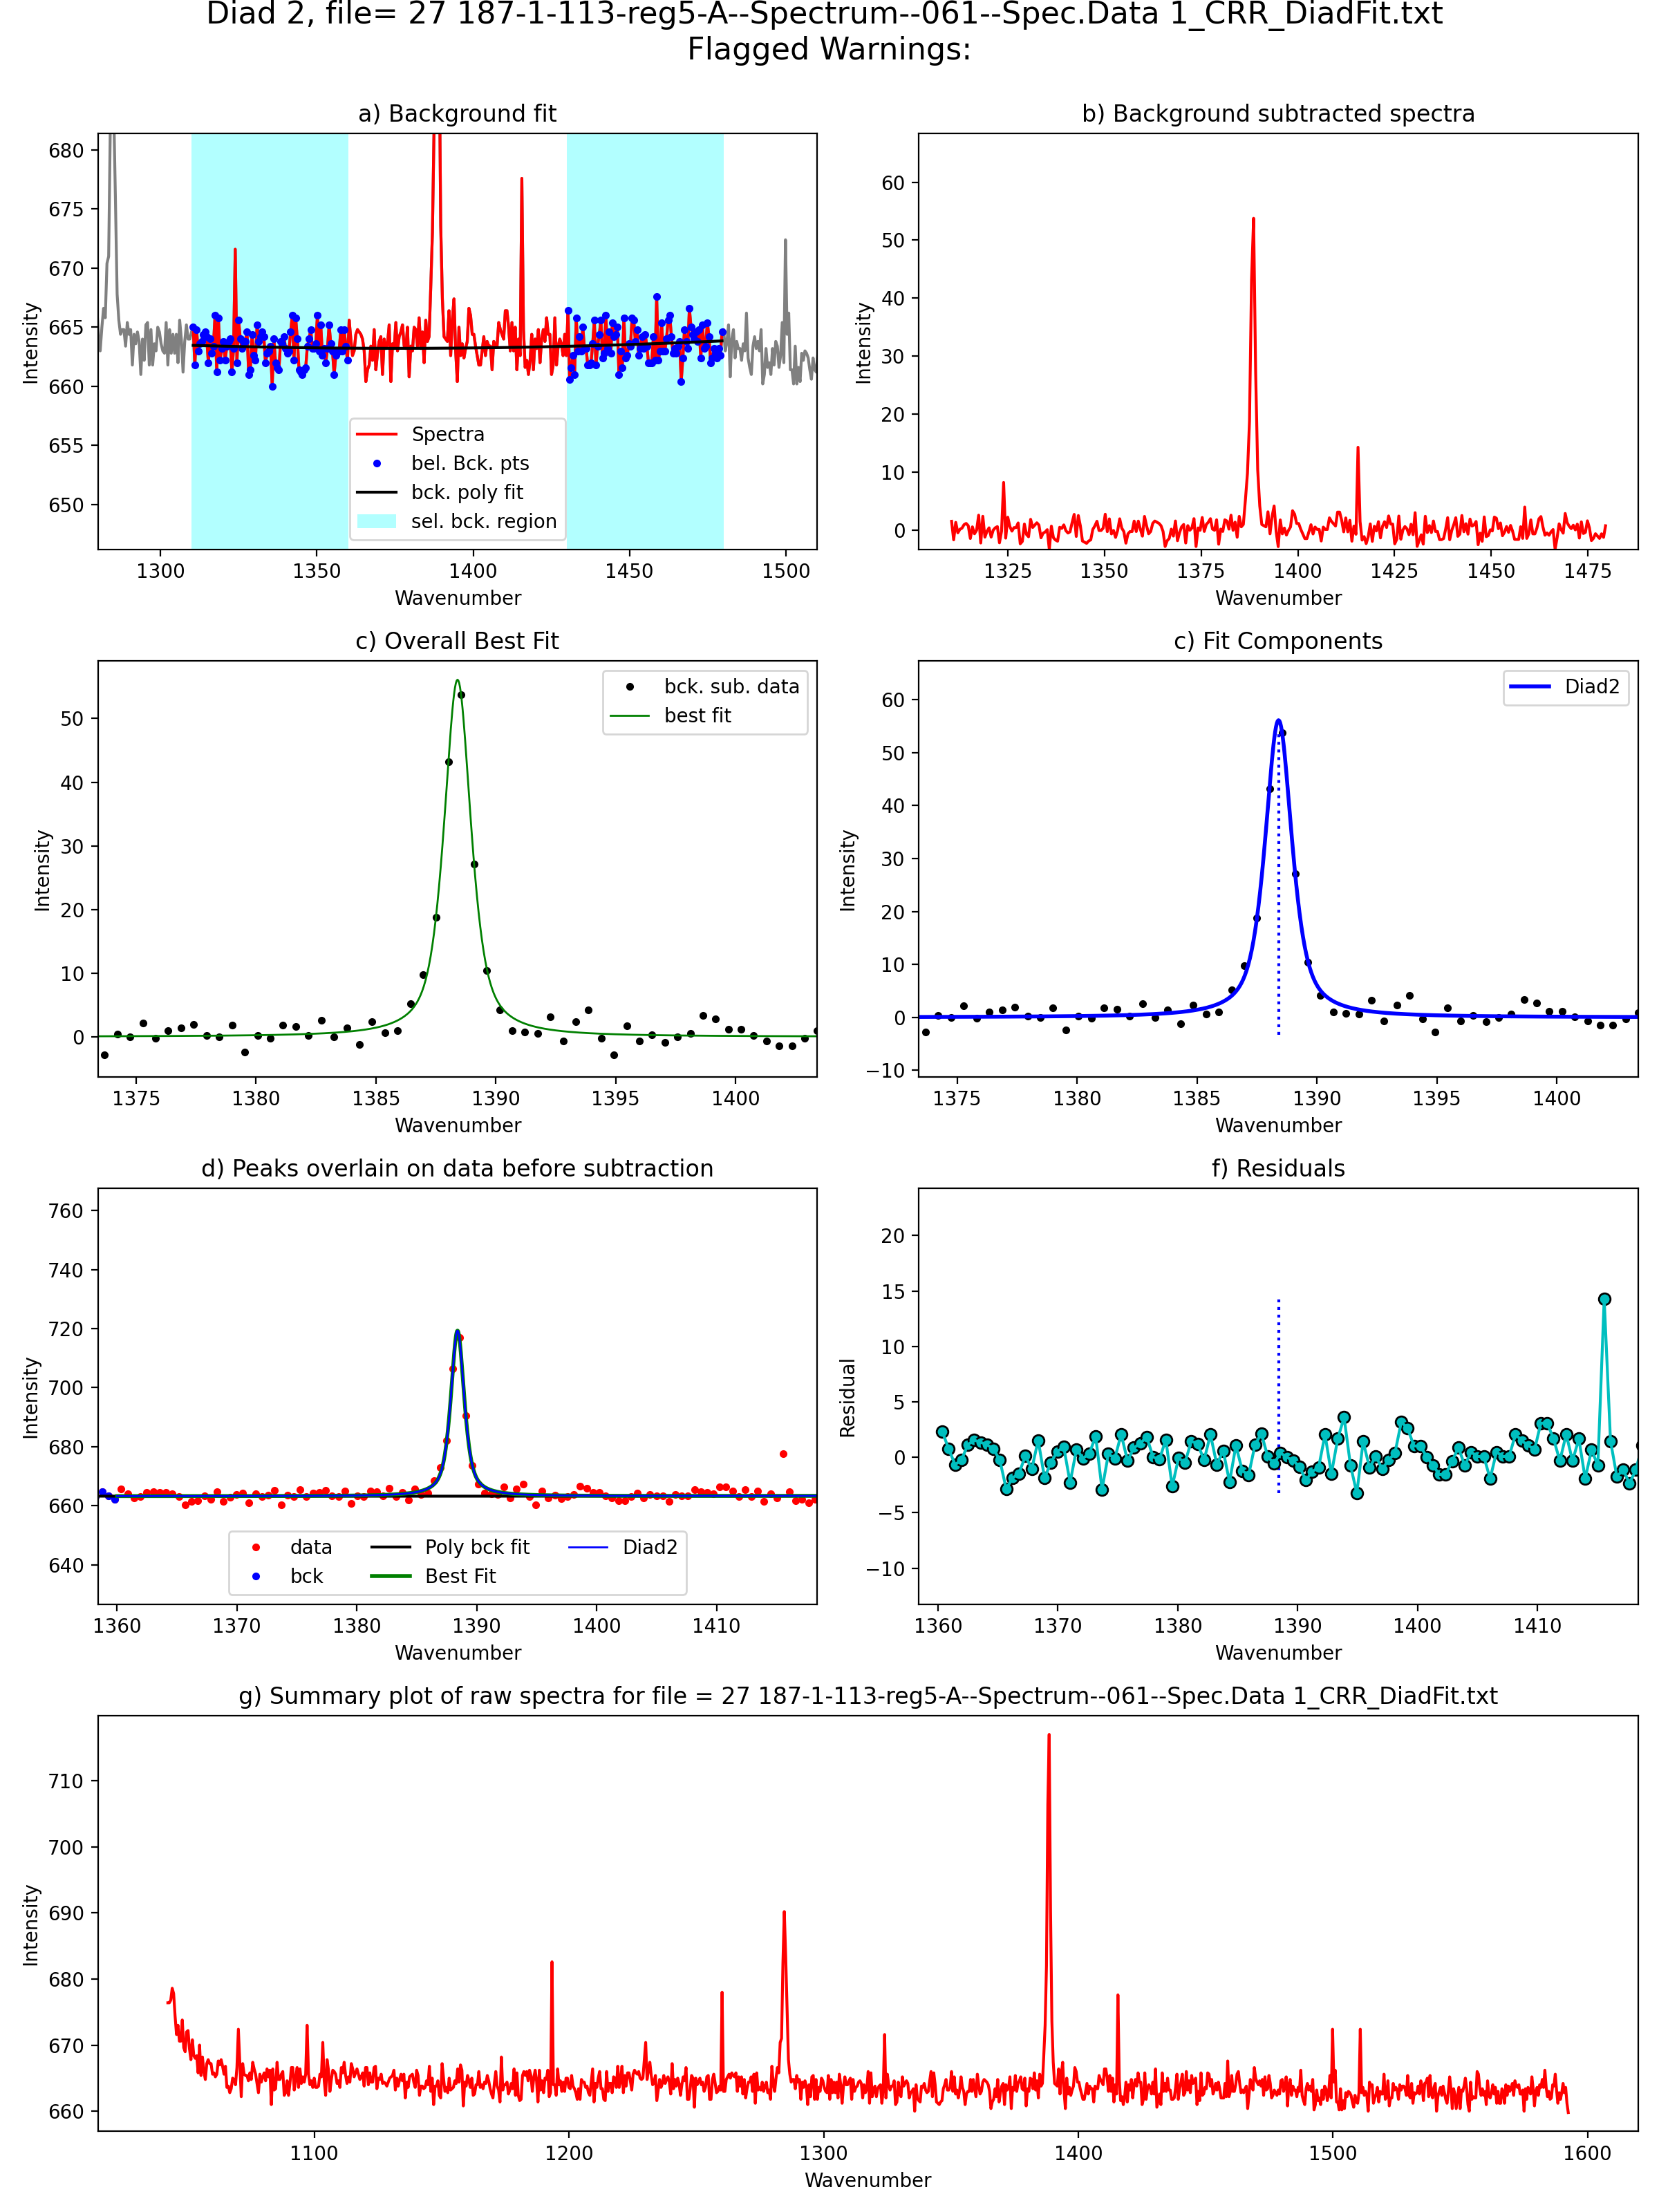 Diad 2, file= 27 187-1-113-reg5-A--Spectrum--061--Spec.Data 1_CRR_DiadFit.txt
Flagged Warnings:
a) Background fit
680
675
670
665
660
655
650
Intensity
Spectra
bel. Bck. pts
bck. poly fit
sel. bck. region
1300 1350 1400 1450 1500
Wavenumber
b) Background subtracted spectra
60
50
40
30
20
10
0
Intensity
1325 1350 1375 1400 1425 1450 1475
Wavenumber
c) Overall Best Fit
50
40
30
20
10
0
Intensity
bck. sub. data
best fit
1375 1380 1385 1390 1395 1400
Wavenumber
c) Fit Components
60
50
40
30
20
10
0
−10
Intensity
Diad2
1375 1380 1385 1390 1395 1400
Wavenumber
d) Peaks overlain on data before subtraction
760
740
720
700
680
660
640
Intensity
data Poly bck fit Diad2
bck Best Fit
1360 1370 1380 1390 1400 1410
Wavenumber
f) Residuals
20
15
10
5
0
−5
−10
Residual
1360 1370 1380 1390 1400 1410
Wavenumber
g) Summary plot of raw spectra for file = 27 187-1-113-reg5-A--Spectrum--061--Spec.Data 1_CRR_DiadFit.txt
710
700
690
680
670
660
Intensity
1100 1200 1300 1400 1500 1600
Wavenumber